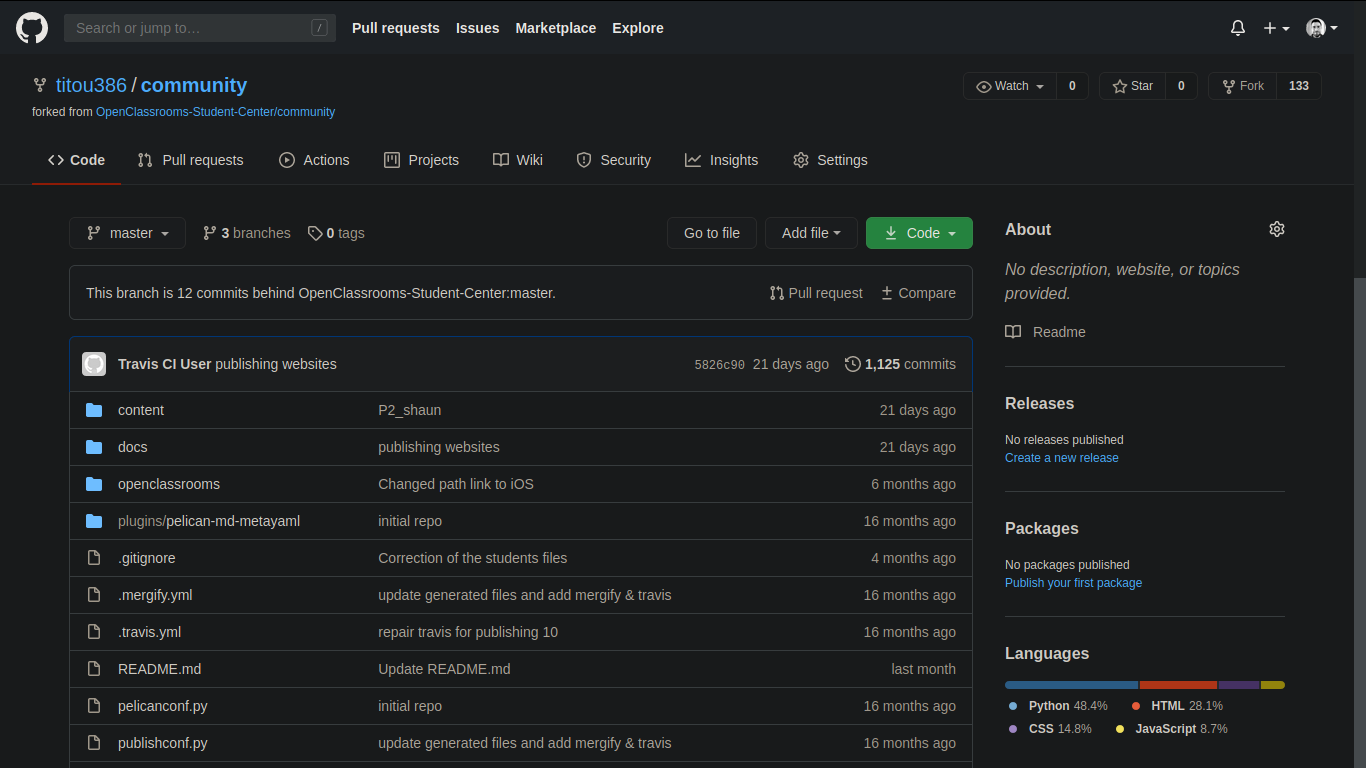 Search or jump to… / Pull requests Issues Marketplace Explore
titou386 / community Watch 0 Star 0 Fork 133
forked from OpenClassrooms-Student-Center/community
Code Pull requests Actions Projects Wiki Security Insights Settings
master 3 branches 0 tags Go to file Add file Code
This branch is 12 commits behind OpenClassrooms-Student-Center:master. Pull request Compare
Travis CI User publishing websites 5826c90 21 days ago 1,125 commits
content P2_shaun 21 days ago
docs publishing websites 21 days ago
openclassrooms Changed path link to iOS 6 months ago
plugins/pelican-md-metayaml initial repo 16 months ago
.gitignore Correction of the students files 4 months ago
.mergify.yml update generated files and add mergify & travis 16 months ago
.travis.yml repair travis for publishing 10 16 months ago
README.md Update README.md last month
pelicanconf.py initial repo 16 months ago
publishconf.py update generated files and add mergify & travis 16 months ago
About
No description, website, or topics
provided.
Readme
Releases
No releases published
Create a new release
Packages
No packages published
Publish your first package
Languages
Python 48.4% HTML 28.1%
CSS 14.8% JavaScript 8.7%